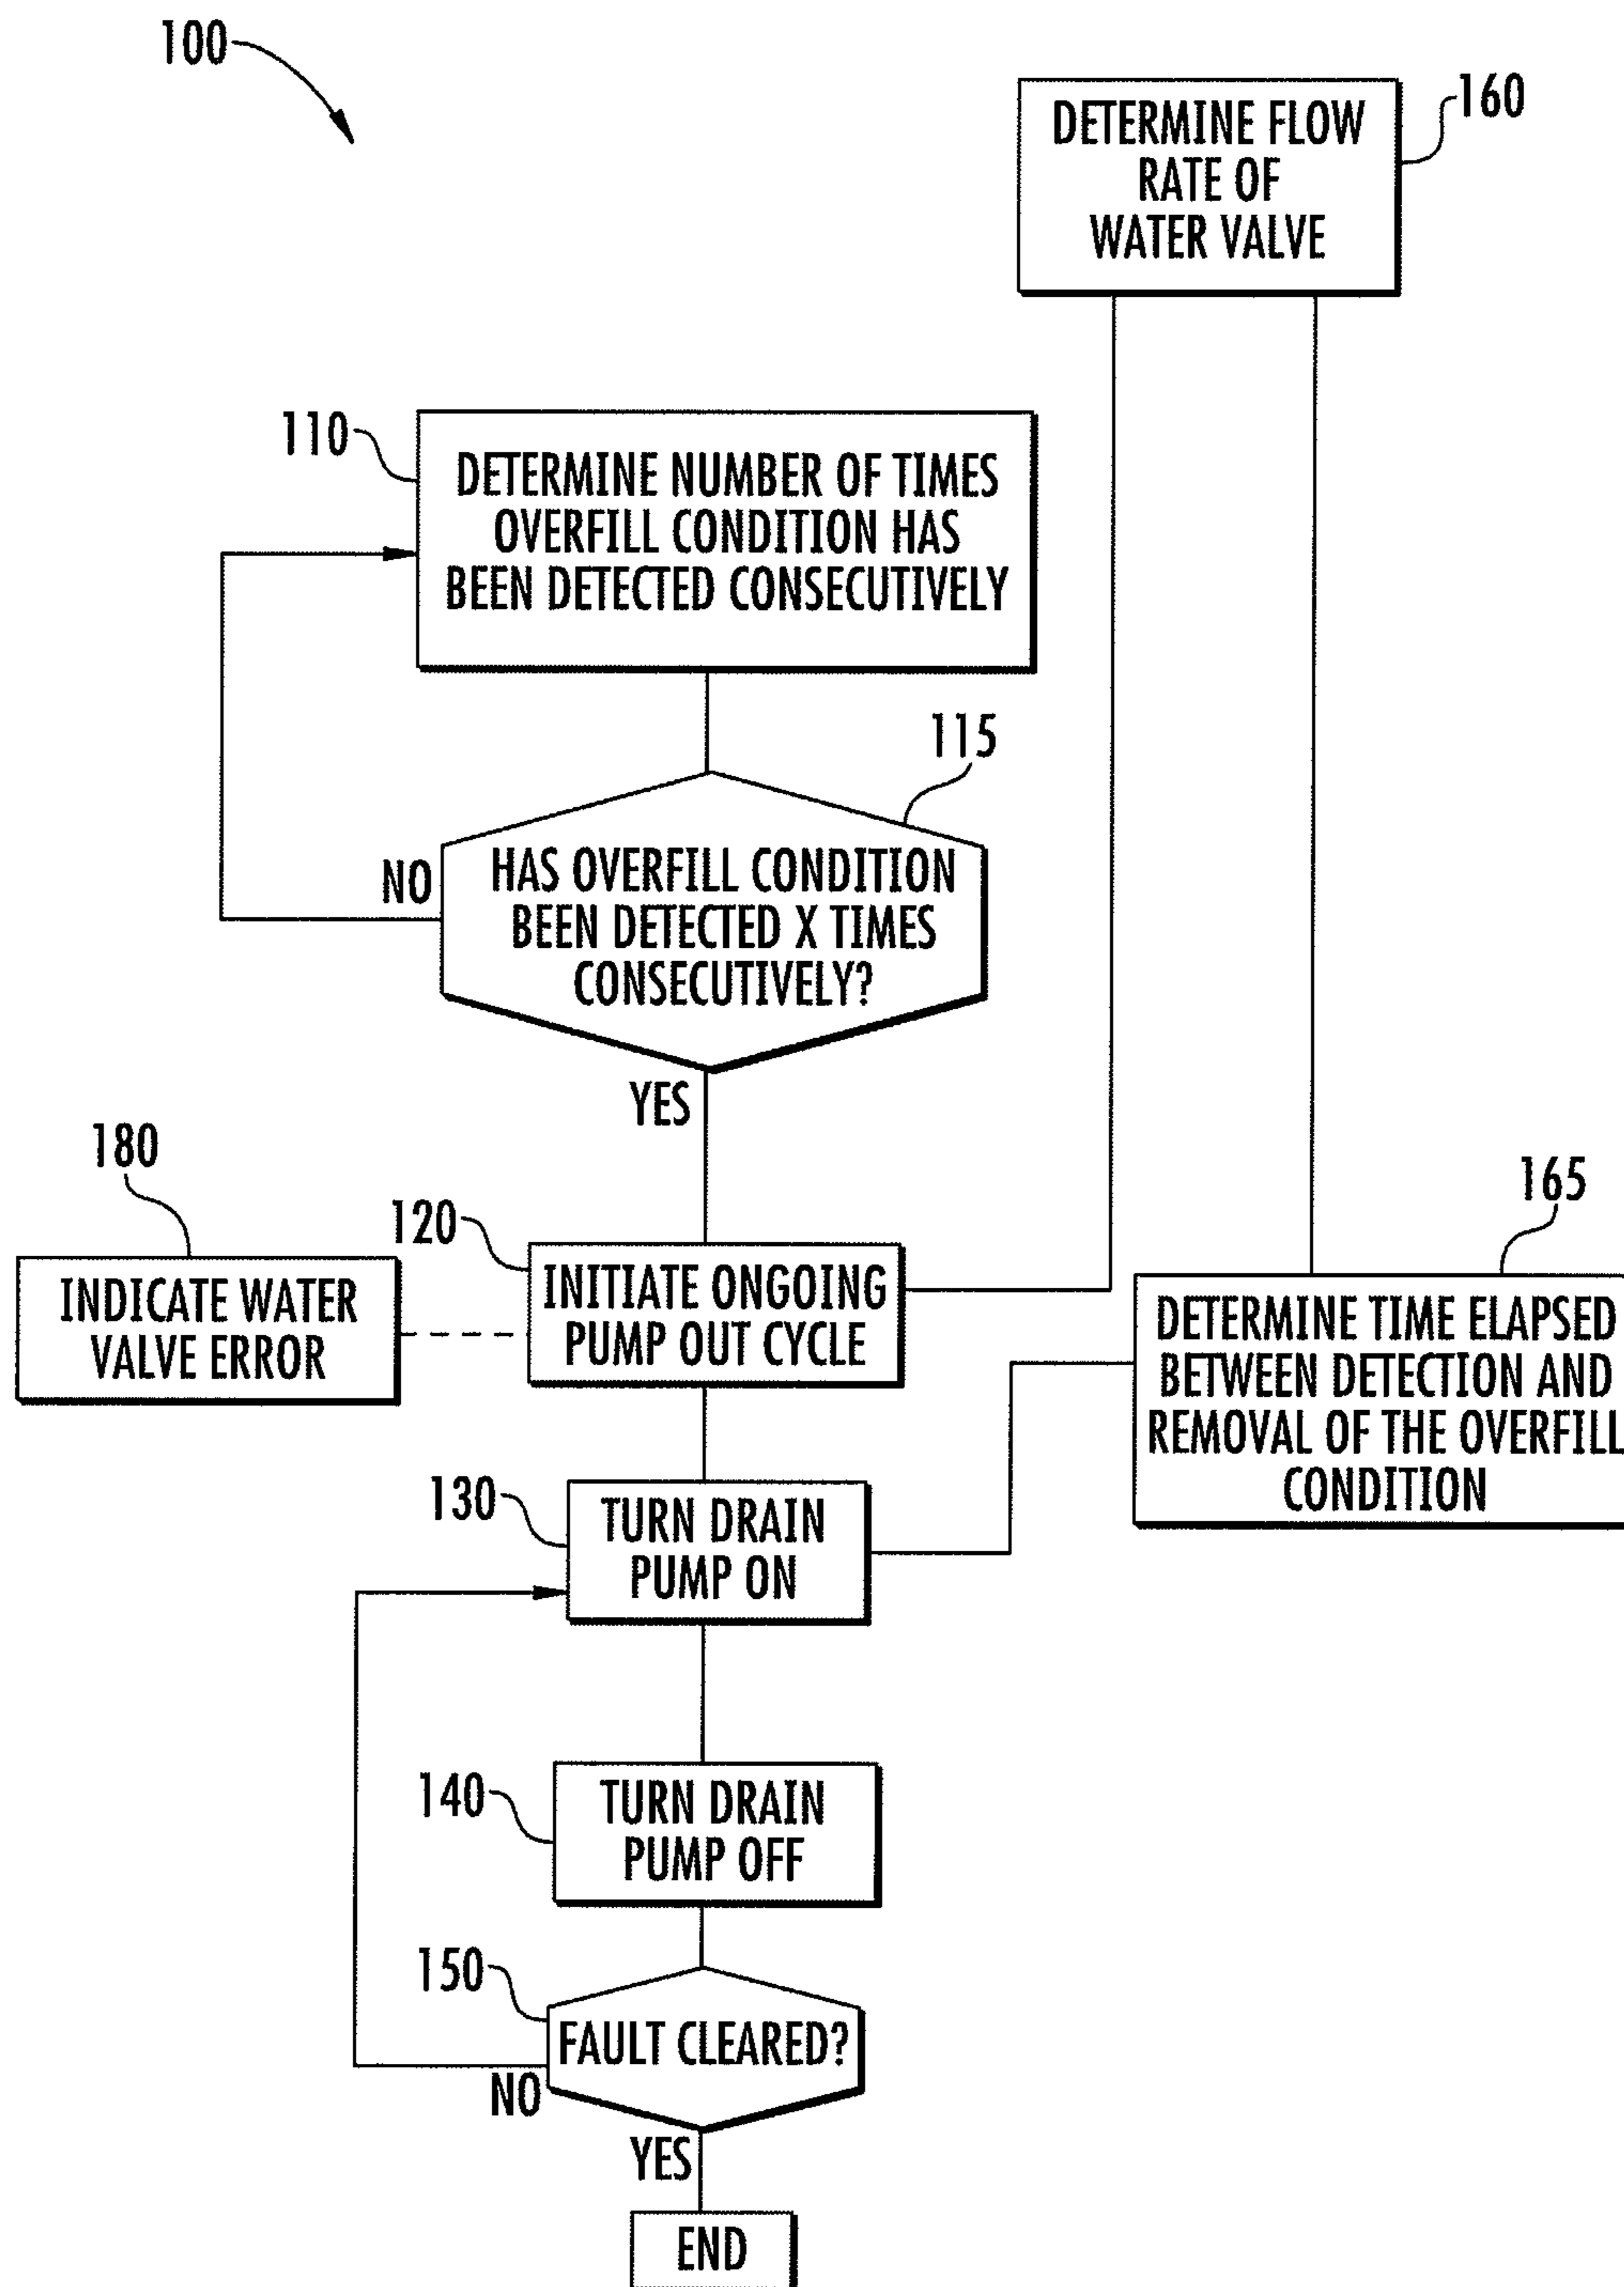 100
160
DETERMINE FLOW
RATE OF
WATER VALVE
110
DETERMINE NUMBER OF TIMES
OVERFILL CONDITION HAS
BEEN DETECTED CONSECUTIVELY
115
NO
HAS OVERFILL CONDITION
BEEN DETECTED X TIMES
CONSECUTIVELY?
YES
180
INDICATE WATER
VALVE ERROR
120
INITIATE ONGOING
PUMP OUT CYCLE
165
DETERMINE TIME ELAPSED
BETWEEN DETECTION AND
REMOVAL OF THE OVERFILL
CONDITION
130
TURN DRAIN
PUMP ON
140
TURN DRAIN
PUMP OFF
150
FAULT CLEARED?
NO
YES
END